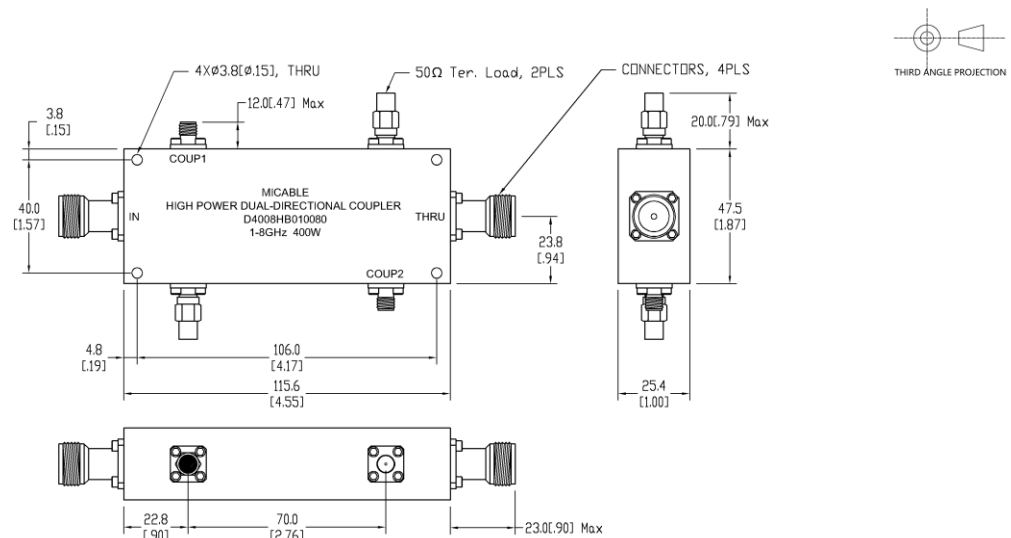 4XØ3.8[Ø.15], THRU
50Ω Ter. Load, 2PLS
CONNECTORS, 4PLS
THIRD ANGLE PROJECTION
3.8
[.15]
12.0[.47] Max
20.0[.79] Max
COUP1
MICABLE
HIGH POWER DUAL-DIRECTIONAL COUPLER
D4008HB010080
1-8GHz 400W
IN
THRU
COUP2
40.0
[1.57]
23.8
[.94]
47.5
[1.87]
4.8
[.19]
106.0
[4.17]
115.6
[4.55]
25.4
[1.00]
22.8
[.90]
70.0
[2.76]
23.0[.90] Max